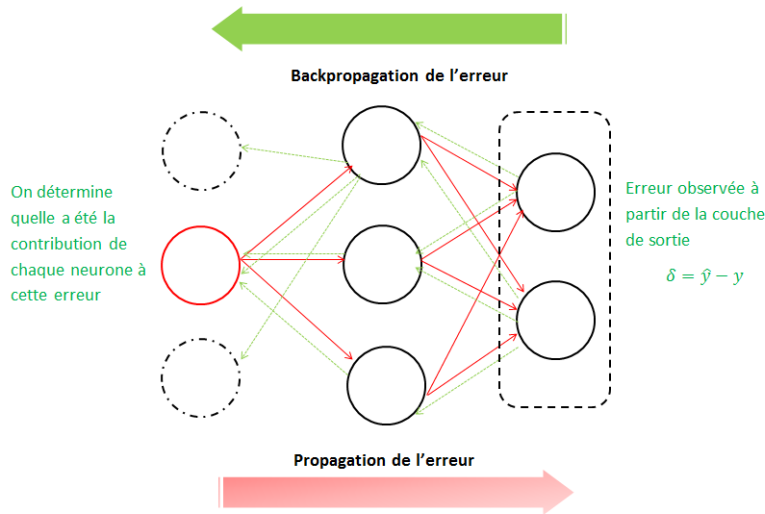 Backpropagation de l'erreur
On détermine
quelle a été la
contribution de
chaque neurone à
cette erreur
Erreur observée à
partir de la couche
de sortie
δ = ŷ − y
Propagation de l'erreur